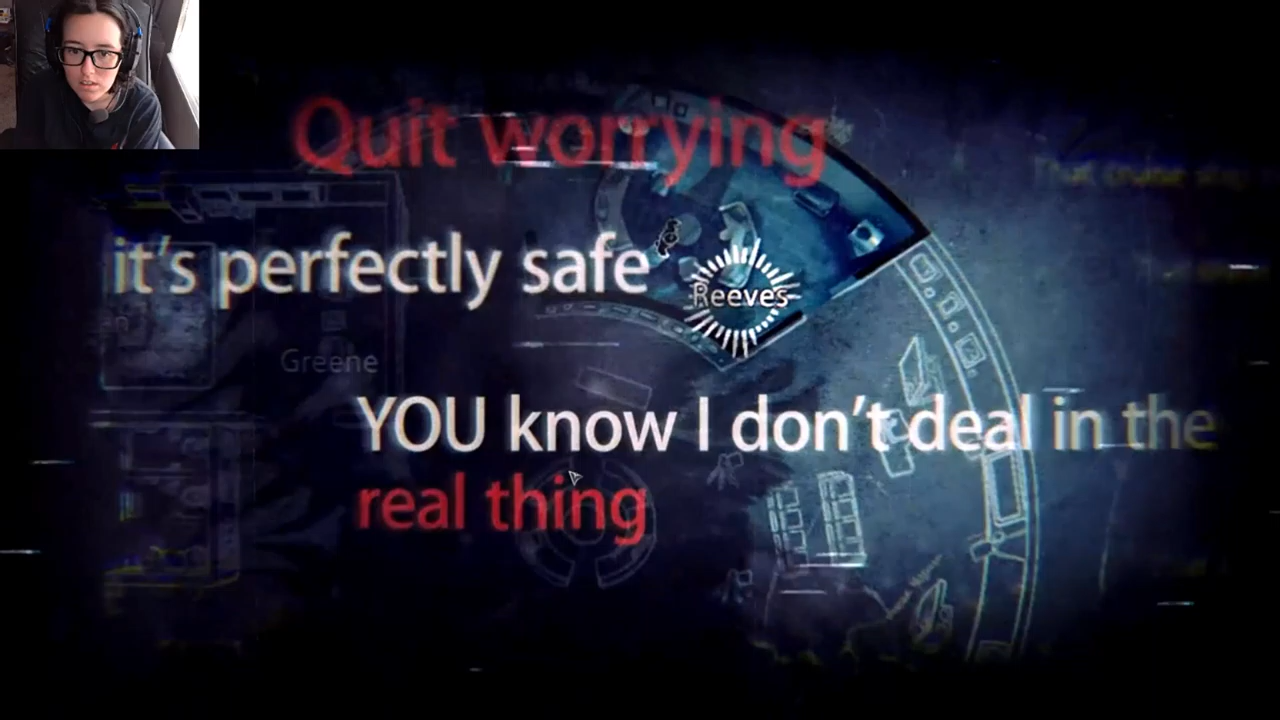 Quit worrying
it's perfectly safe
Reeves
Greene
YOU know I don't deal in the
real thing